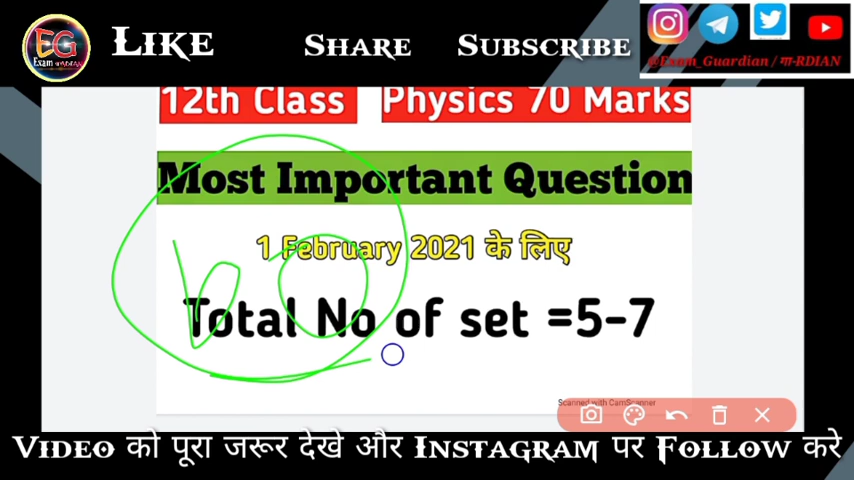 EG
Exam गार्RDIAN
LIKE SHARE SUBSCRIBE
@Exam_Guardian / गा-RDIAN
12th Class Physics 70 Marks
Most Important Question
1 February 2021 के लिए
Total No of set =5-7
Scanned with CamScanner
VIDEO को पूरा जरूर देखे और INSTAGRAM पर FOLLOW करे